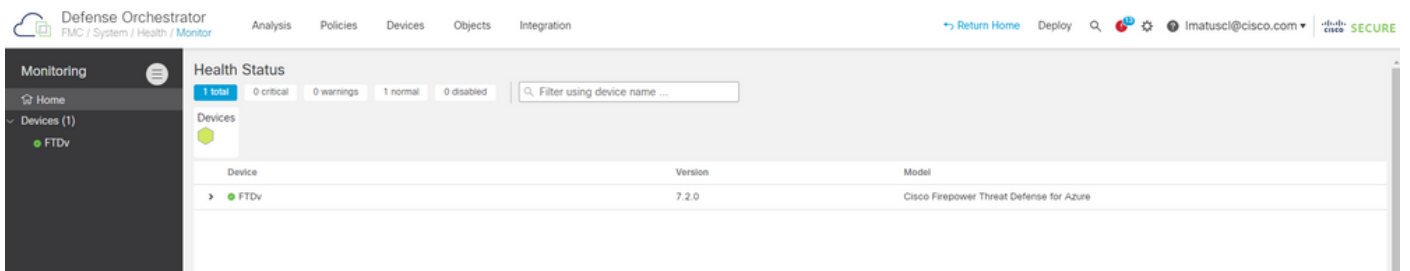 Defense Orchestrator
FMC / System / Health / Monitor
Analysis Policies Devices Objects Integration
Return Home Deploy lmatuscl@cisco.com cisco SECURE
Monitoring
Home
Devices (1)
FTDv
Health Status
1 total 0 critical 0 warnings 1 normal 0 disabled Filter using device name ...
Devices
Device Version Model
FTDv 7.2.0 Cisco Firepower Threat Defense for Azure